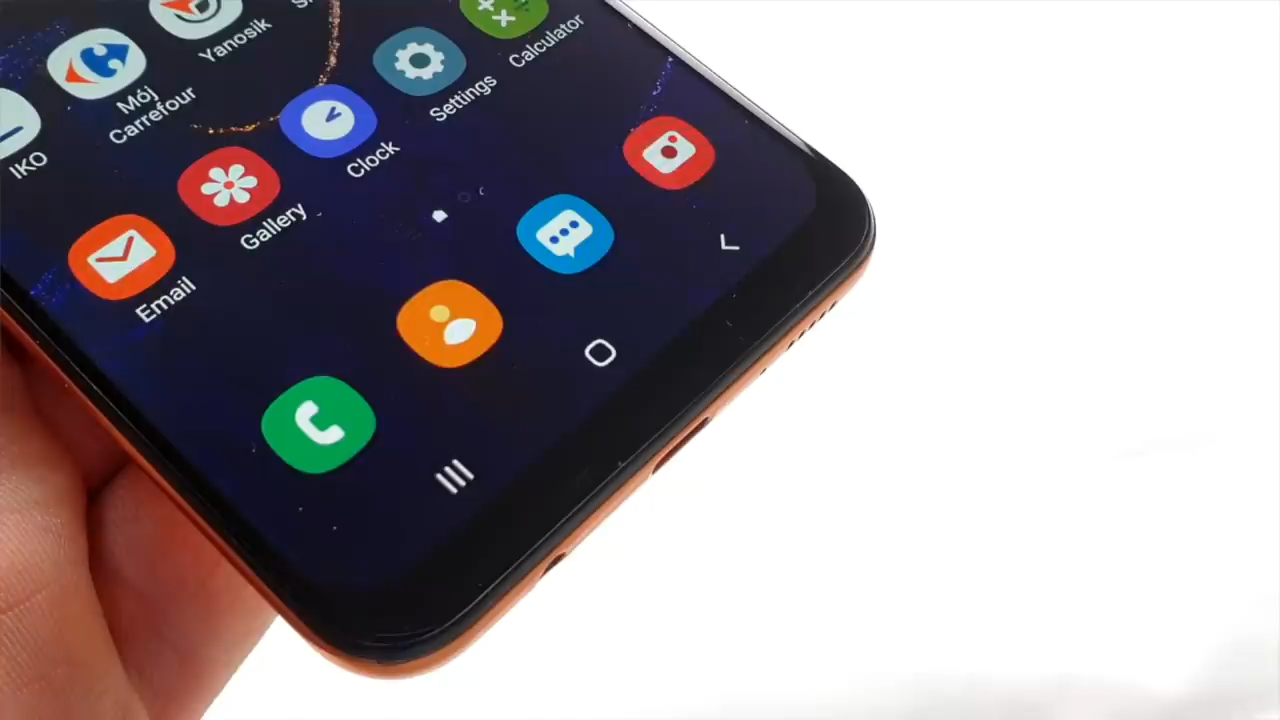 Yanosik
Calculator
Mój
Carrefour
Settings
IKO
Clock
Gallery
Email